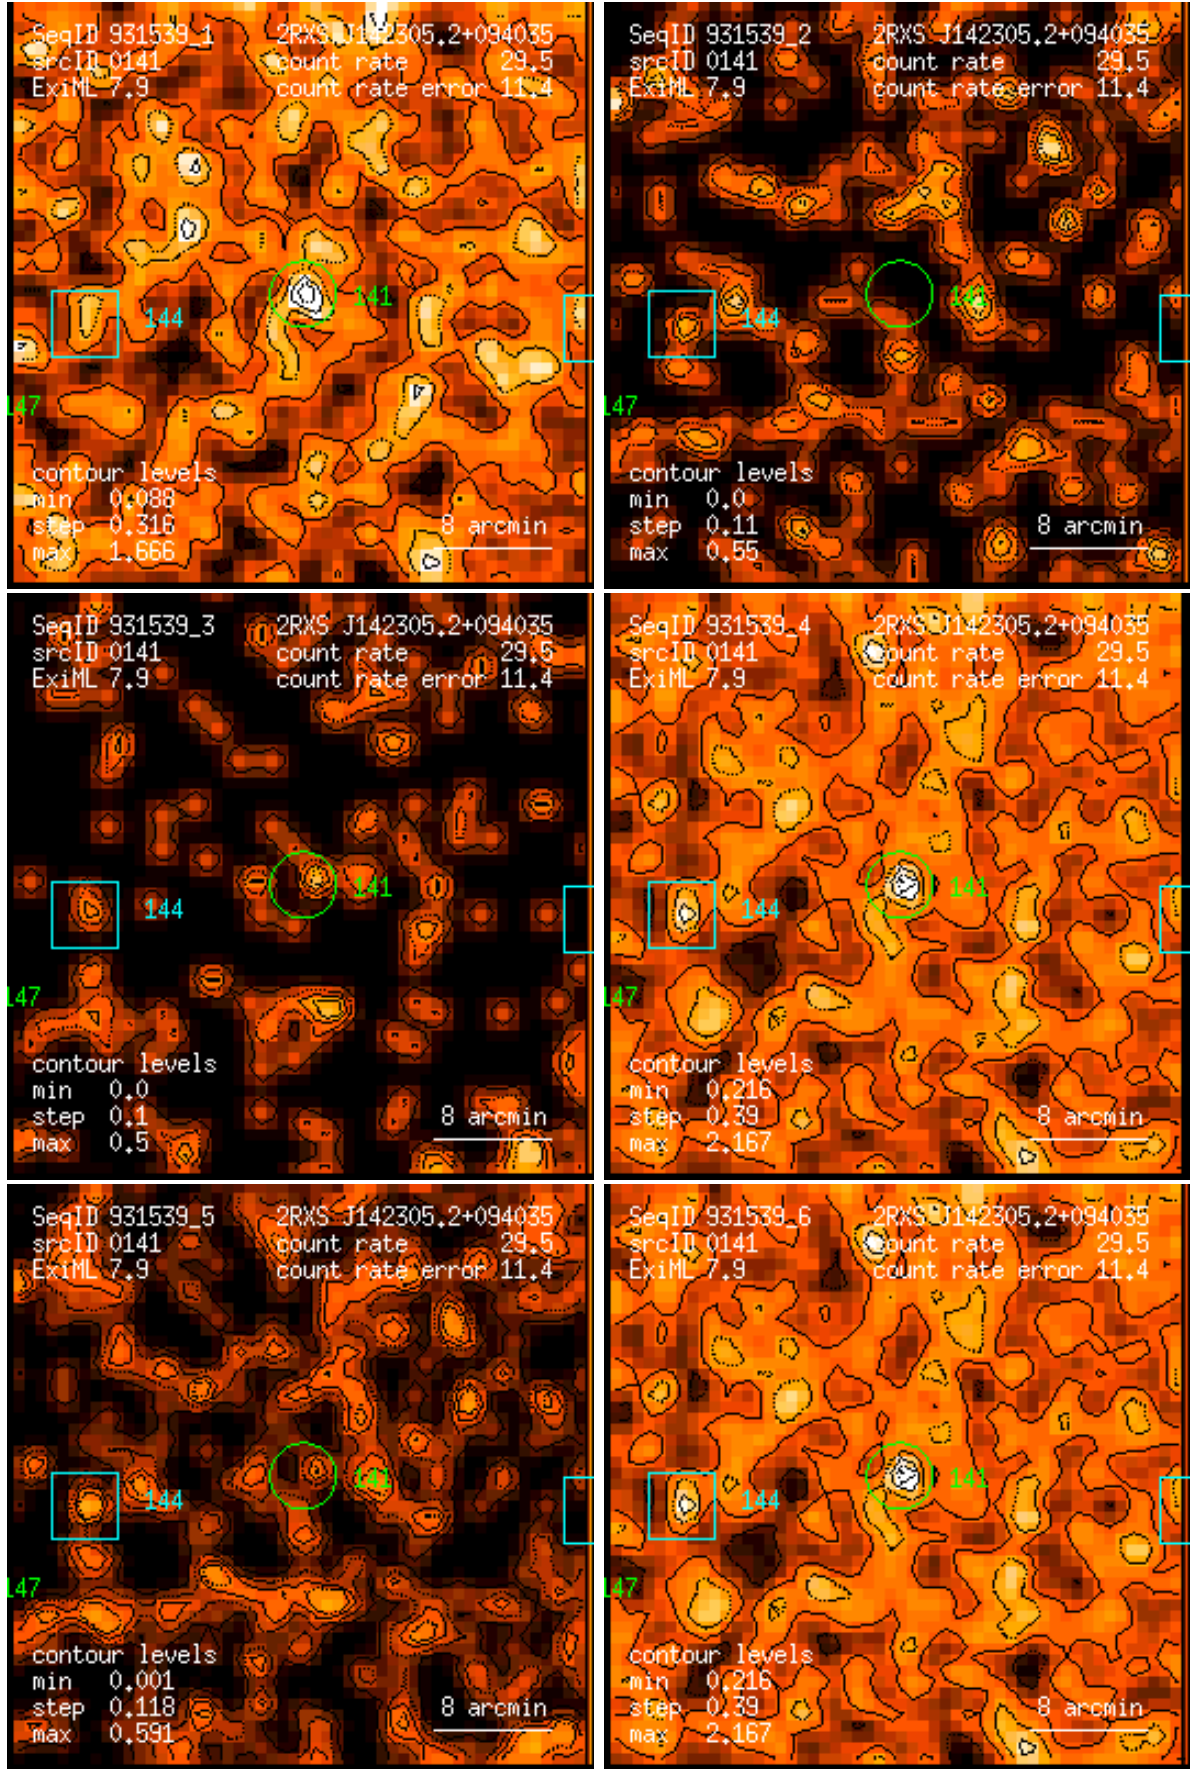 SeqID 931539_1 2RXS J142305.2+094035
srcID 0141 count rate 29.5
ExiML 7.9 count rate error 11.4
141
144
147
contour levels
min 0.088
step 0.316 8 arcmin
max 1.666
SeqID 931539_2 2RXS J142305.2+094035
srcID 0141 count rate 29.5
ExiML 7.9 count rate error 11.4
141
144
147
contour levels
min 0.0
step 0.11 8 arcmin
max 0.55
SeqID 931539_3 2RXS J142305.2+094035
srcID 0141 count rate 29.5
ExiML 7.9 count rate error 11.4
141
144
147
contour levels
min 0.0
step 0.1 8 arcmin
max 0.5
SeqID 931539_4 2RXS J142305.2+094035
srcID 0141 count rate 29.5
ExiML 7.9 count rate error 11.4
141
144
147
contour levels
min 0.216
step 0.39 8 arcmin
max 2.167
SeqID 931539_5 2RXS J142305.2+094035
srcID 0141 count rate 29.5
ExiML 7.9 count rate error 11.4
141
144
147
contour levels
min 0.001
step 0.118 8 arcmin
max 0.591
SeqID 931539_6 2RXS J142305.2+094035
srcID 0141 count rate 29.5
ExiML 7.9 count rate error 11.4
141
144
147
contour levels
min 0.216
step 0.39 8 arcmin
max 2.167